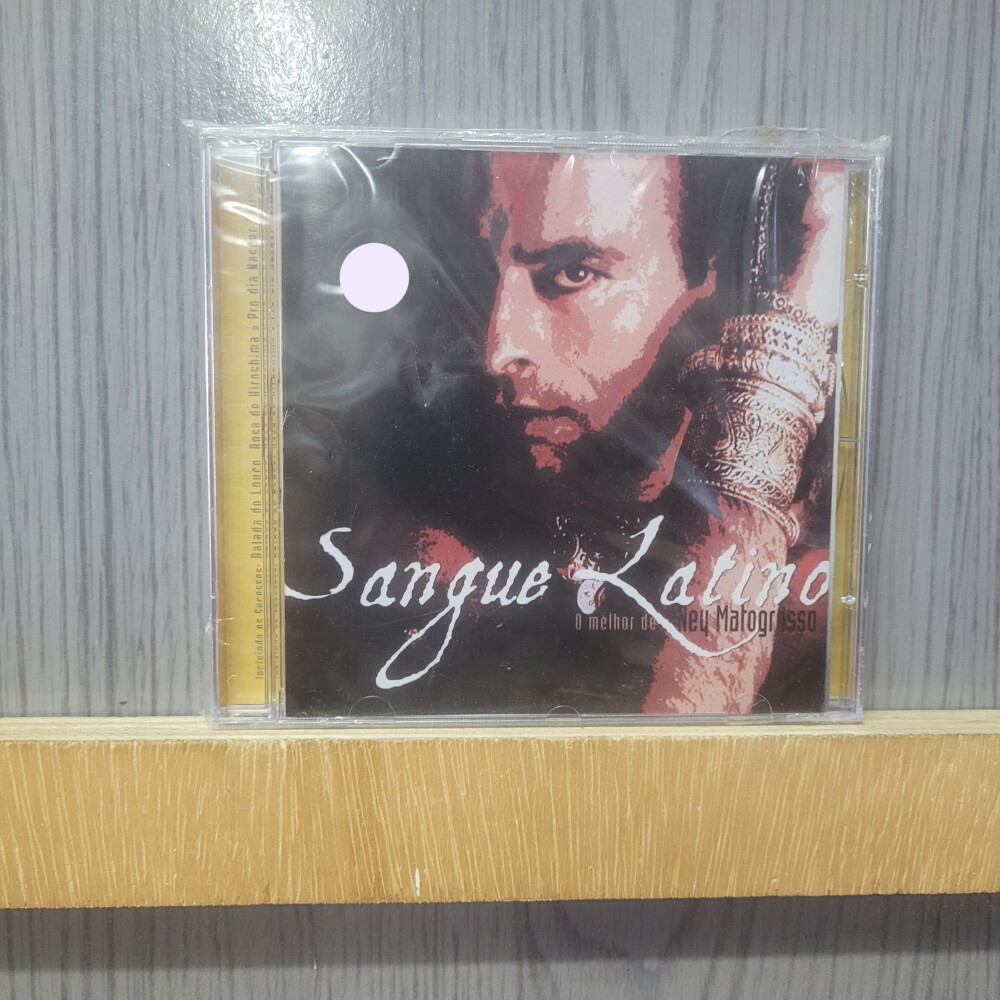 Sangue Latino
O melhor de Ney Matogrosso
Incluindo os sucessos: Balada do Louco, Rosa de Hiroshima e Pro dia Nascer